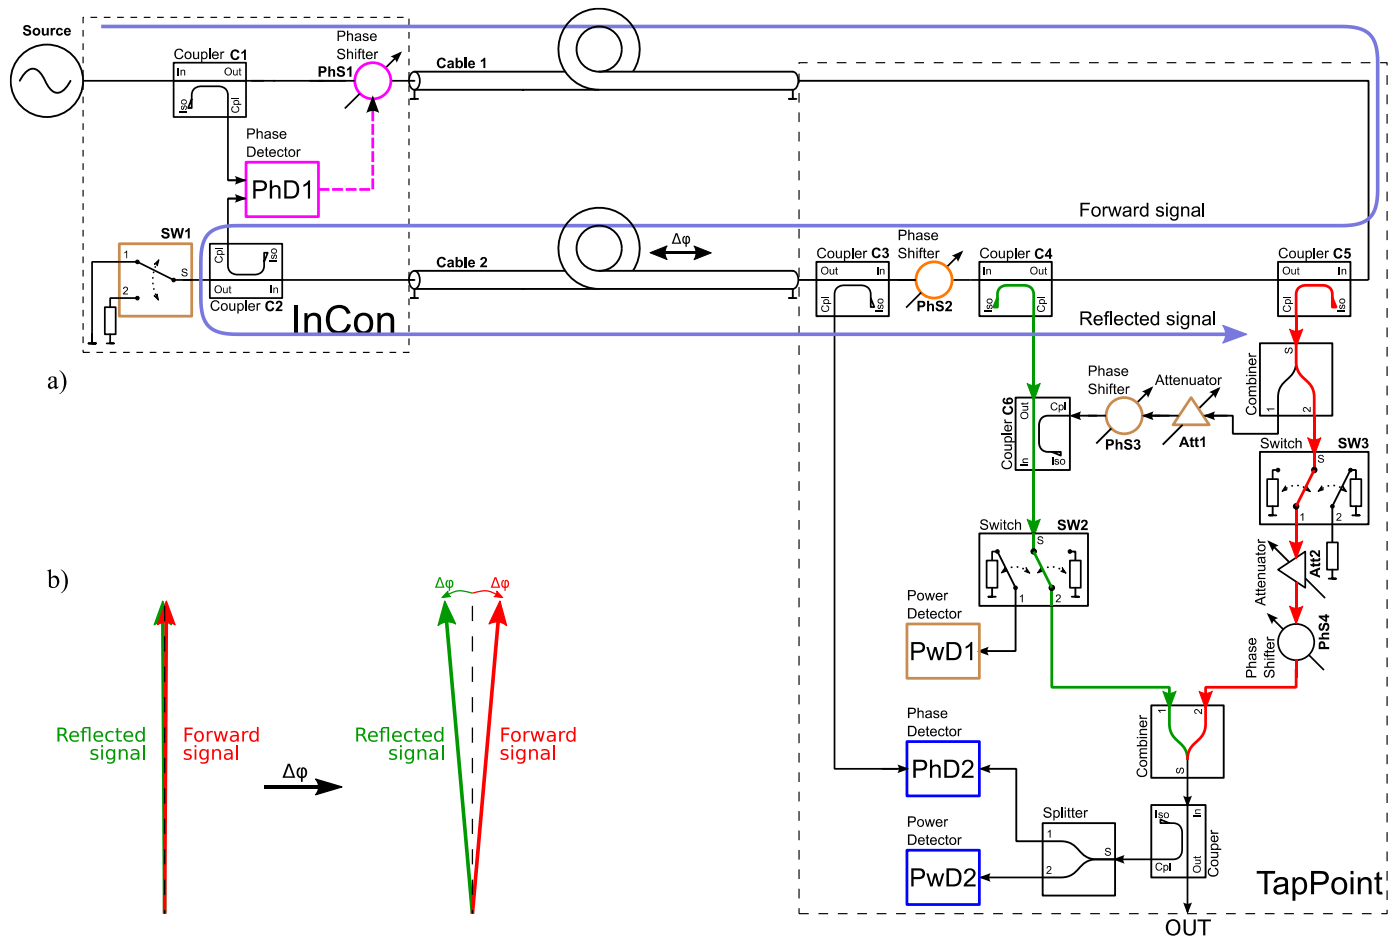 Source
Coupler C1
In
Out
Iso
Cpl
Phase
Shifter
PhS1
Cable 1
Phase
Detector
PhD1
Forward signal
SW1
1
2
S
Cpl
Iso
Out
In
Coupler C2
InCon
Cable 2
Δφ
Coupler C3
Out
In
Cpl
Iso
Phase
Shifter
PhS2
Coupler C4
In
Out
Iso
Cpl
Coupler C5
Out
In
Cpl
Iso
Reflected signal
a)
Combiner
S
1
2
Phase
Shifter
PhS3
Attenuator
Att1
Coupler C6
Out
Cpl
In
Iso
Switch
SW3
S
1
2
Switch
SW2
S
1
2
Attenuator
Att2
Phase
Shifter
PhS4
Power
Detector
PwD1
b)
Δφ
Δφ
Reflected
signal
Forward
signal
Δφ
Reflected
signal
Forward
signal
Phase
Detector
PhD2
Combiner
1
2
S
Power
Detector
PwD2
Splitter
1
2
S
Iso
In
Cpl
Out
Couper
TapPoint
OUT